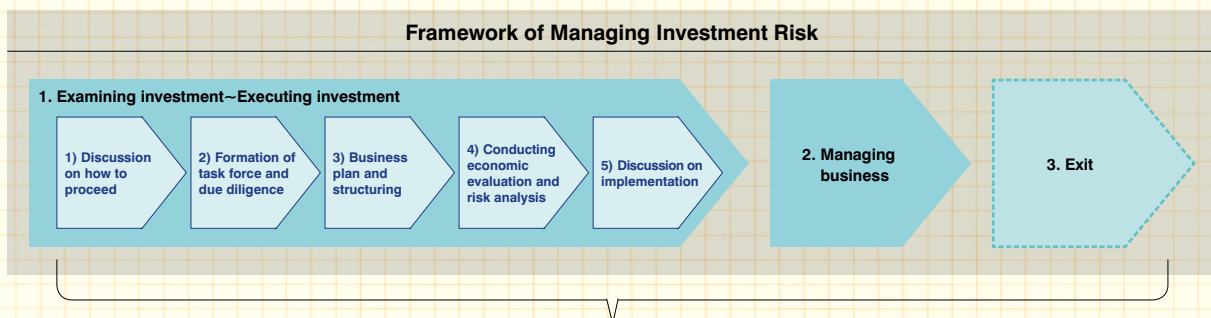 Framework of Managing Investment Risk
1. Examining investment~Executing investment
1) Discussion
on how to
proceed
2) Formation of
task force and
due diligence
3) Business
plan and
structuring
4) Conducting
economic
evaluation and
risk analysis
5) Discussion on
implementation
2. Managing
business
3. Exit